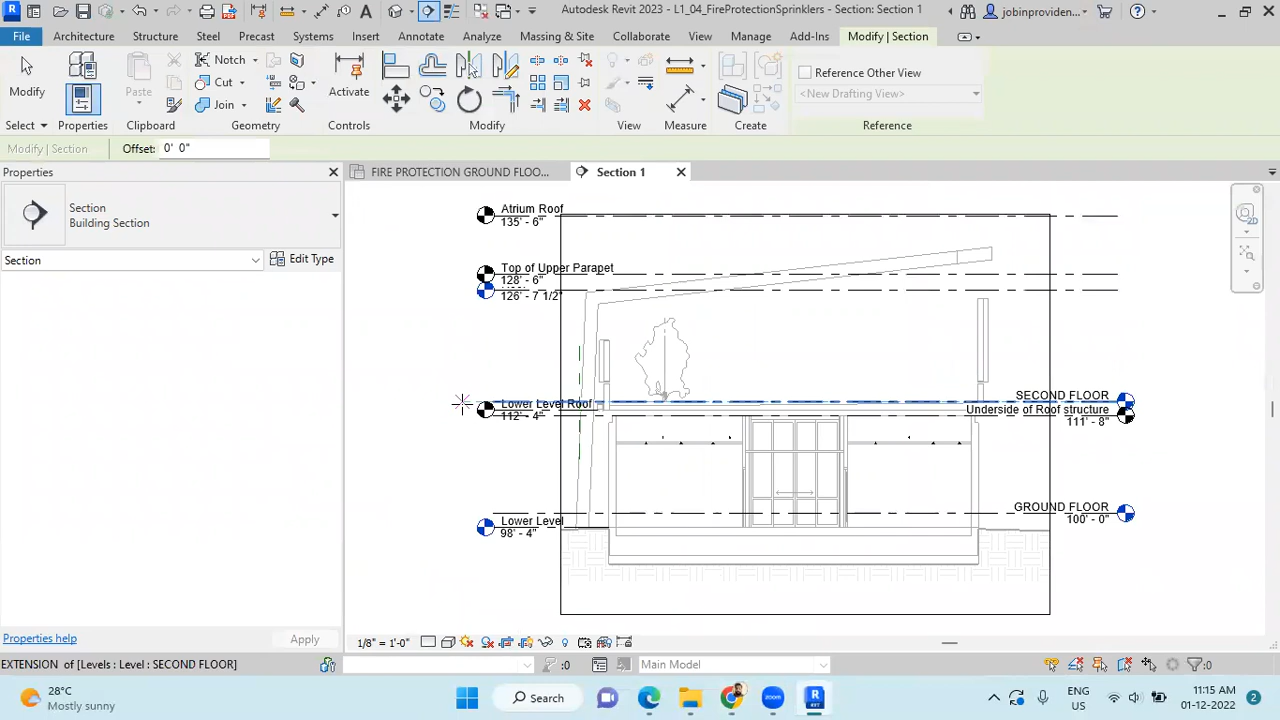 Autodesk Revit 2023 - L1_04_FireProtectionSprinklers - Section: Section 1
jobinproviden...
File Architecture Structure Steel Precast Systems Insert Annotate Analyze Massing & Site Collaborate View Manage Add-Ins Modify | Section
Modify
Paste
Notch
Cut
Join
Activate
Reference Other View
<New Drafting View>
Select Properties Clipboard Geometry Controls Modify View Measure Create Reference
Modify | Section Offset: 0' 0"
Properties
FIRE PROTECTION GROUND FLOO...
Section 1
Section
Building Section
Section
Edit Type
Atrium Roof
135' - 6"
Top of Upper Parapet
128' - 6"
126' - 7 1/2"
Lower Level Roof
112' - 4"
SECOND FLOOR
Underside of Roof structure
111' - 8"
GROUND FLOOR
100' - 0"
Lower Level
98' - 4"
2D
Properties help
Apply
1/8" = 1'-0"
EXTENSION of [Levels : Level : SECOND FLOOR]
:0
Main Model
:0
28°C
Mostly sunny
Search
ENG
US
11:15 AM
01-12-2022
2